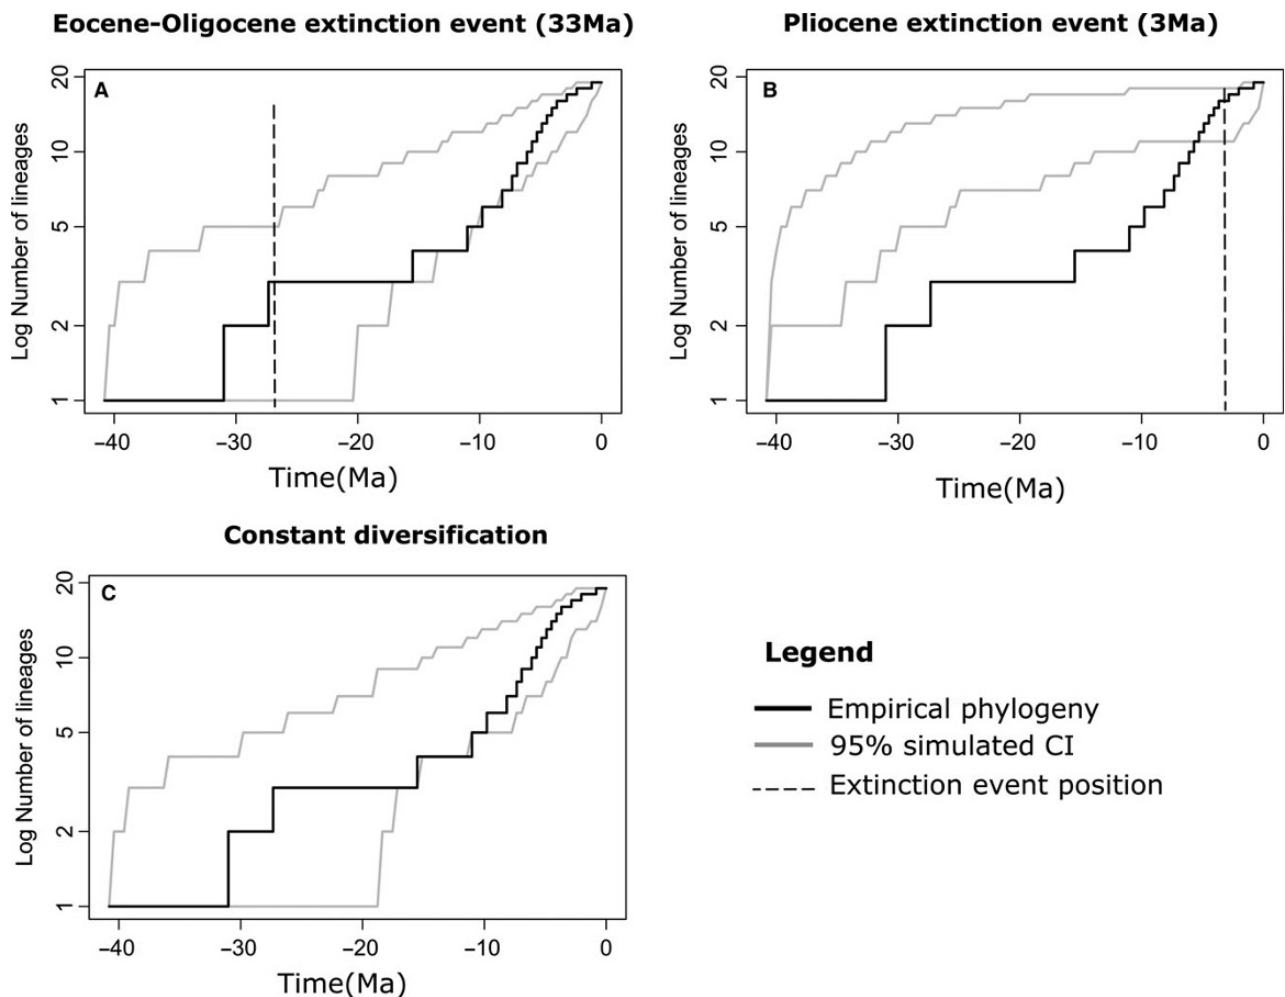 Eocene-Oligocene extinction event (33Ma)
A
Log Number of lineages
20
10
5
2
1
−40 −30 −20 −10 0
Time(Ma)
Pliocene extinction event (3Ma)
B
Log Number of lineages
20
10
5
2
1
−40 −30 −20 −10 0
Time(Ma)
Constant diversification
C
Log Number of lineages
20
10
5
2
1
−40 −30 −20 −10 0
Time(Ma)
Legend
Empirical phylogeny
95% simulated CI
Extinction event position